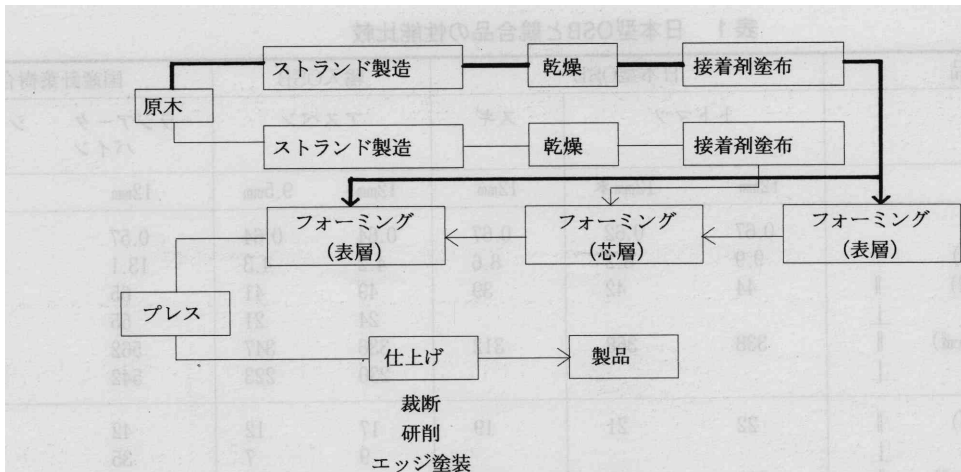 ストランド製造
乾燥
接着剤塗布
原木
ストランド製造
乾燥
接着剤塗布
フォーミング
(表層)
フォーミング
(芯層)
フォーミング
(表層)
プレス
仕上げ
製品
裁断
研削
エッジ塗装